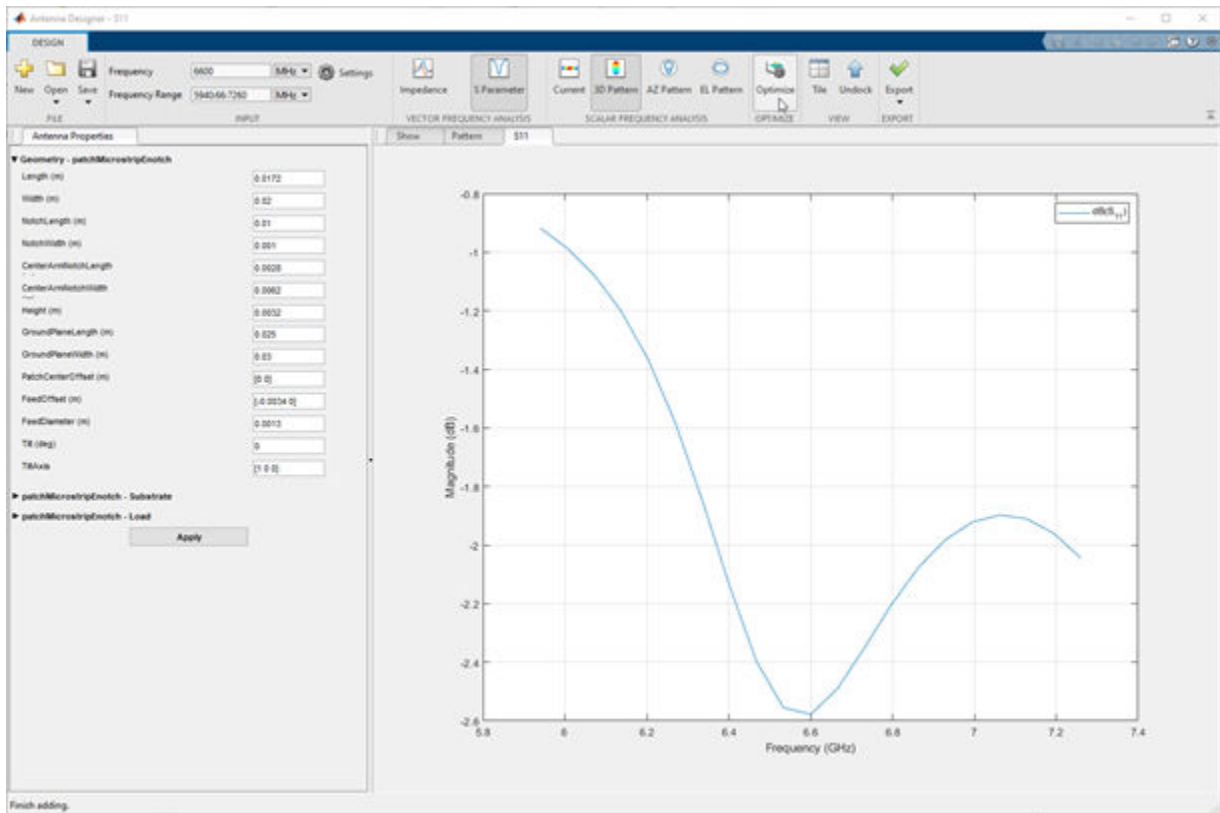 Antenna Designer - S11
DESIGN
New Open Save
FILE
Frequency 6600 MHz Settings
Frequency Range 5940:66:7260 MHz
INPUT
Impedance S Parameter
VECTOR FREQUENCY ANALYSIS
Current 3D Pattern AZ Pattern EL Pattern
SCALAR FREQUENCY ANALYSIS
Optimize
OPTIMIZE
Tile Undock
VIEW
Export
EXPORT
Antenna Properties
Show Pattern S11
Geometry - patchMicrostripEnotch
Length (m) 0.0172
Width (m) 0.02
NotchLength (m) 0.01
NotchWidth (m) 0.001
CenterArmNotchLength 0.0028
CenterArmNotchWidth 0.0062
Height (m) 0.0032
GroundPlaneLength (m) 0.025
GroundPlaneWidth (m) 0.03
PatchCenterOffset (m) [0 0]
FeedOffset (m) [-0.0034 0]
FeedDiameter (m) 0.0013
Tilt (deg) 0
TiltAxis [1 0 0]
patchMicrostripEnotch - Substrate
patchMicrostripEnotch - Load
Apply
dB(S11)
-0.8
-1
-1.2
-1.4
-1.6
-1.8
-2
-2.2
-2.4
-2.6
Magnitude (dB)
5.8 6 6.2 6.4 6.6 6.8 7 7.2 7.4
Frequency (GHz)
Finish adding.